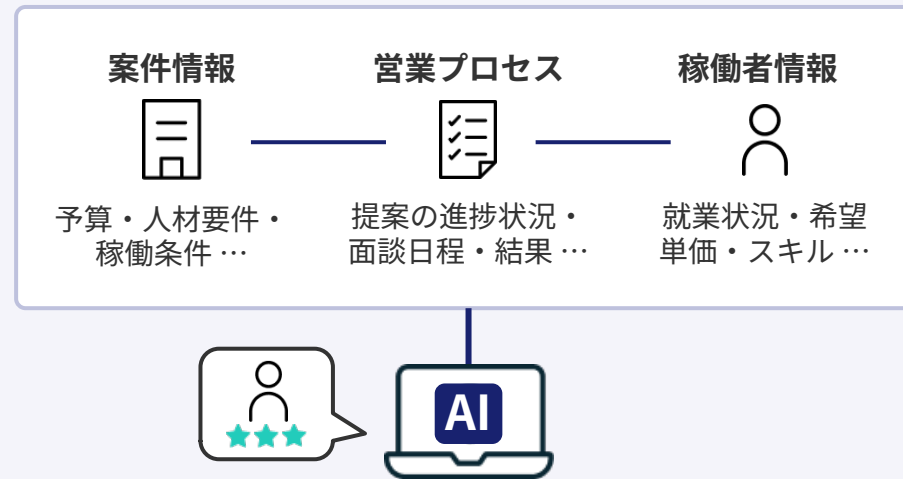 案件情報
予算・人材要件・
稼働条件 …
営業プロセス
提案の進捗状況・
面談日程・結果 …
稼働者情報
就業状況・希望
単価・スキル …
AI